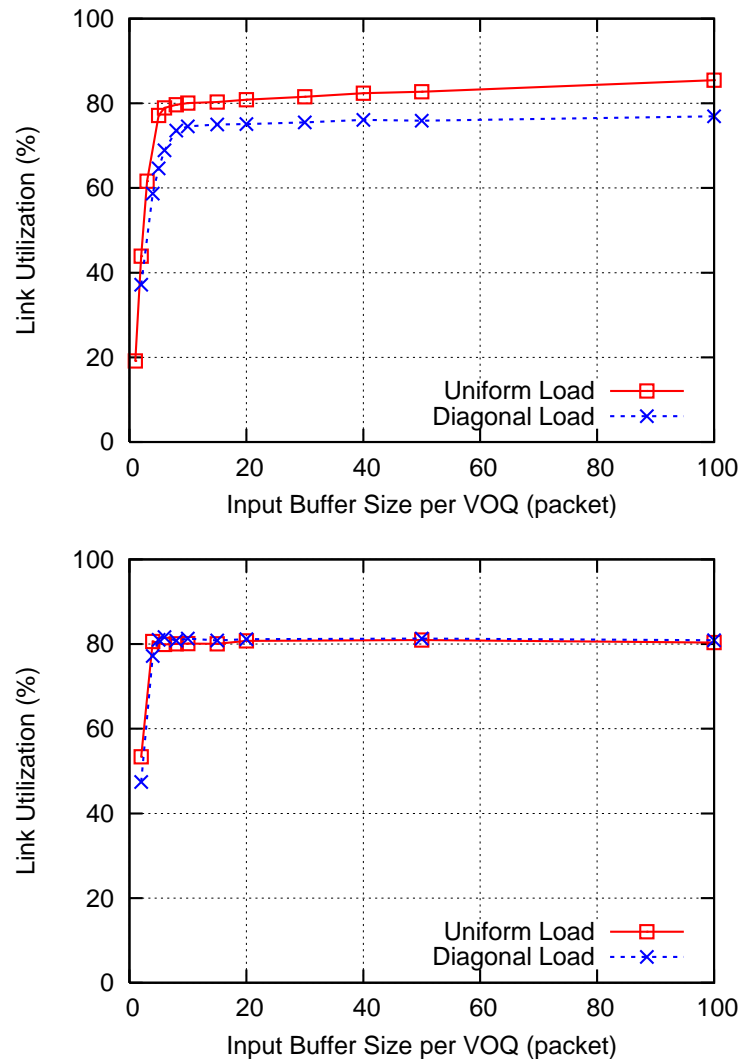 100
80
60
40
20
0
Link Utilization (%)
Uniform Load
Diagonal Load
0 20 40 60 80 100
Input Buffer Size per VOQ (packet)
100
80
60
40
20
0
Link Utilization (%)
Uniform Load
Diagonal Load
0 20 40 60 80 100
Input Buffer Size per VOQ (packet)